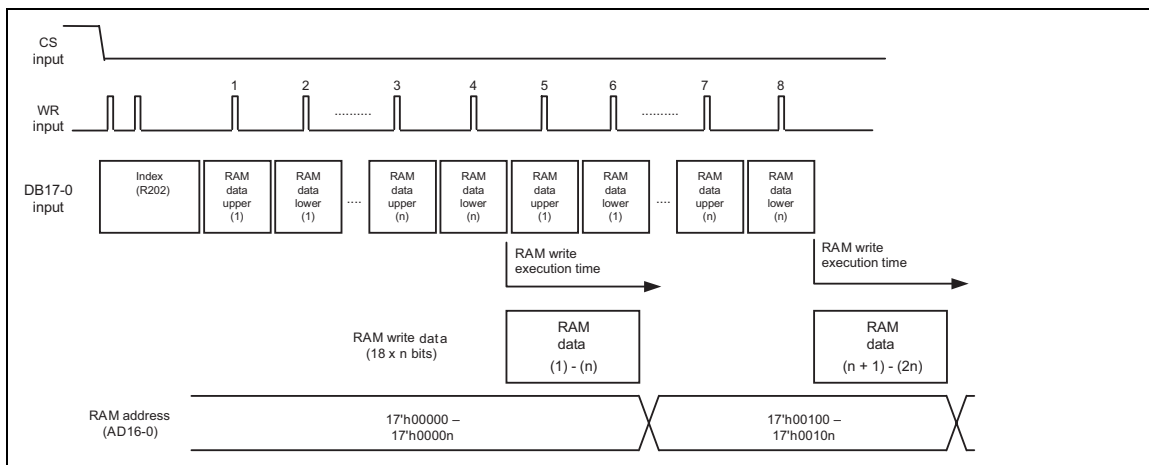 CS
input
1 2 3 4 5 6 7 8
WR
input
.......... ..........
DB17-0
input
Index
(R202)
RAM
data
upper
(1)
RAM
data
lower
(1)
....
RAM
data
upper
(n)
RAM
data
lower
(n)
RAM
data
upper
(1)
RAM
data
lower
(1)
....
RAM
data
upper
(n)
RAM
data
lower
(n)
RAM write
execution time
RAM write
execution time
RAM write data
(18 x n bits)
RAM
data
(1) - (n)
RAM
data
(n + 1) - (2n)
RAM address
(AD16-0)
17'h00000 –
17'h0000n
17'h00100 –
17'h0010n